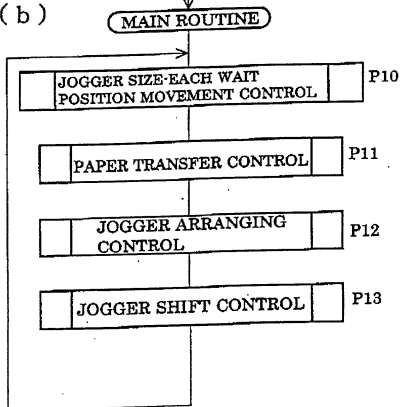 (b)
MAIN ROUTINE
JOGGER SIZE-EACH WAIT
POSITION MOVEMENT CONTROL
P10
PAPER TRANSFER CONTROL
P11
JOGGER ARRANGING
CONTROL
P12
JOGGER SHIFT CONTROL
P13